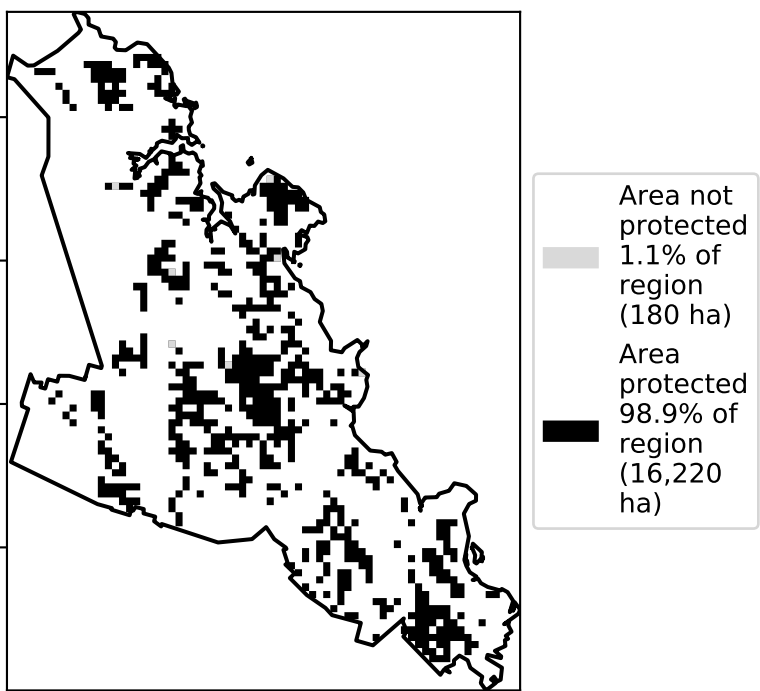 Area not
protected
1.1% of
region
(180 ha)
Area
protected
98.9% of
region
(16,220
ha)